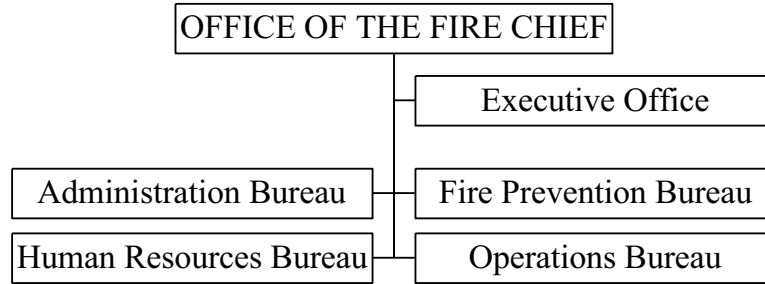 OFFICE OF THE FIRE CHIEF
Executive Office
Administration Bureau
Fire Prevention Bureau
Human Resources Bureau
Operations Bureau